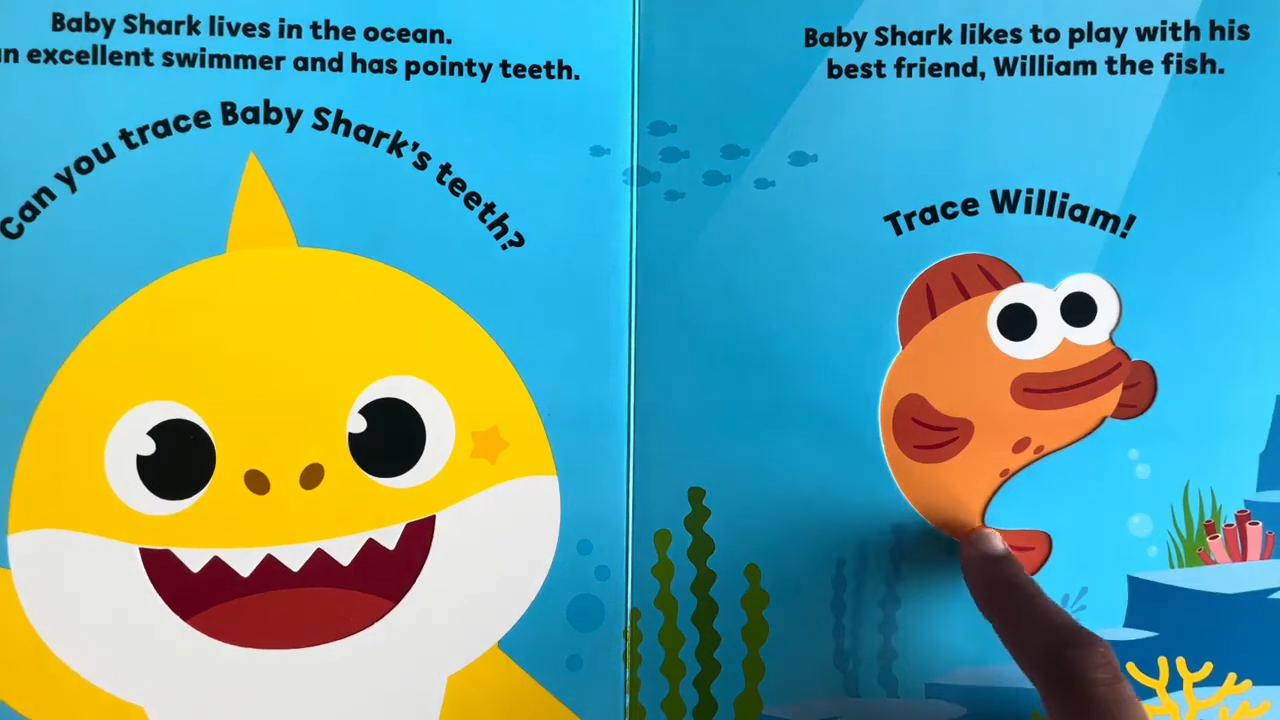 Baby Shark lives in the ocean.
n excellent swimmer and has pointy teeth.
Can you trace Baby Shark's teeth?
Baby Shark likes to play with his
best friend, William the fish.
Trace William!